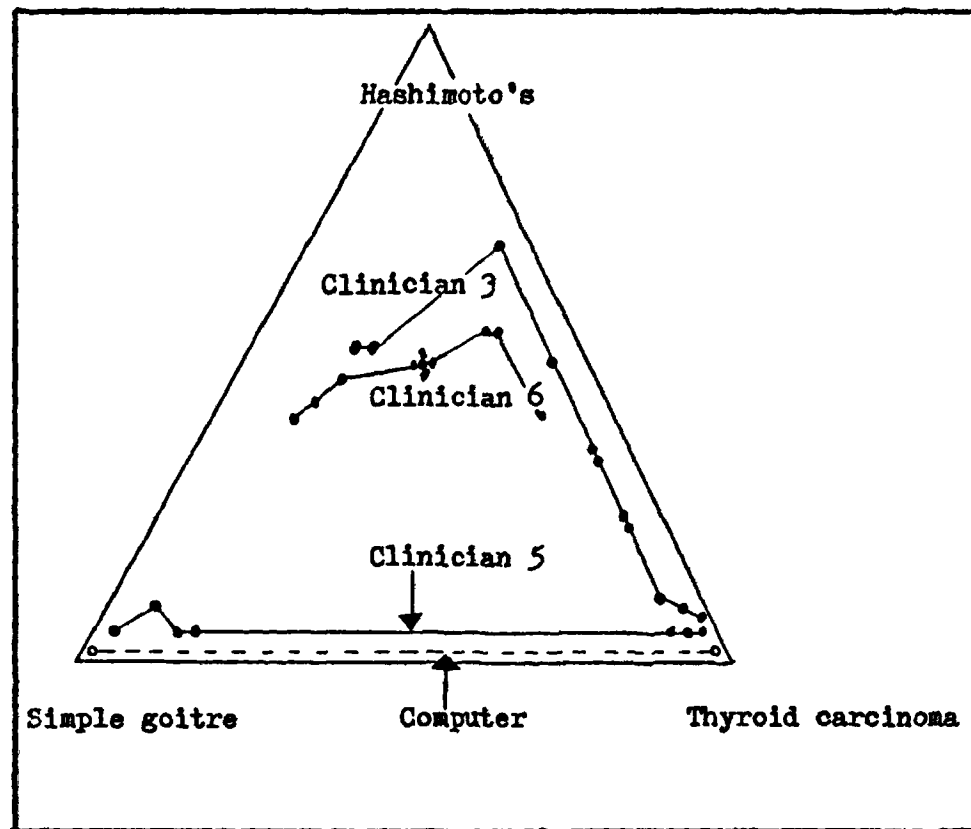 Hashimoto's
Clinician 3
Clinician 6
Clinician 5
Simple goitre
Computer
Thyroid carcinoma